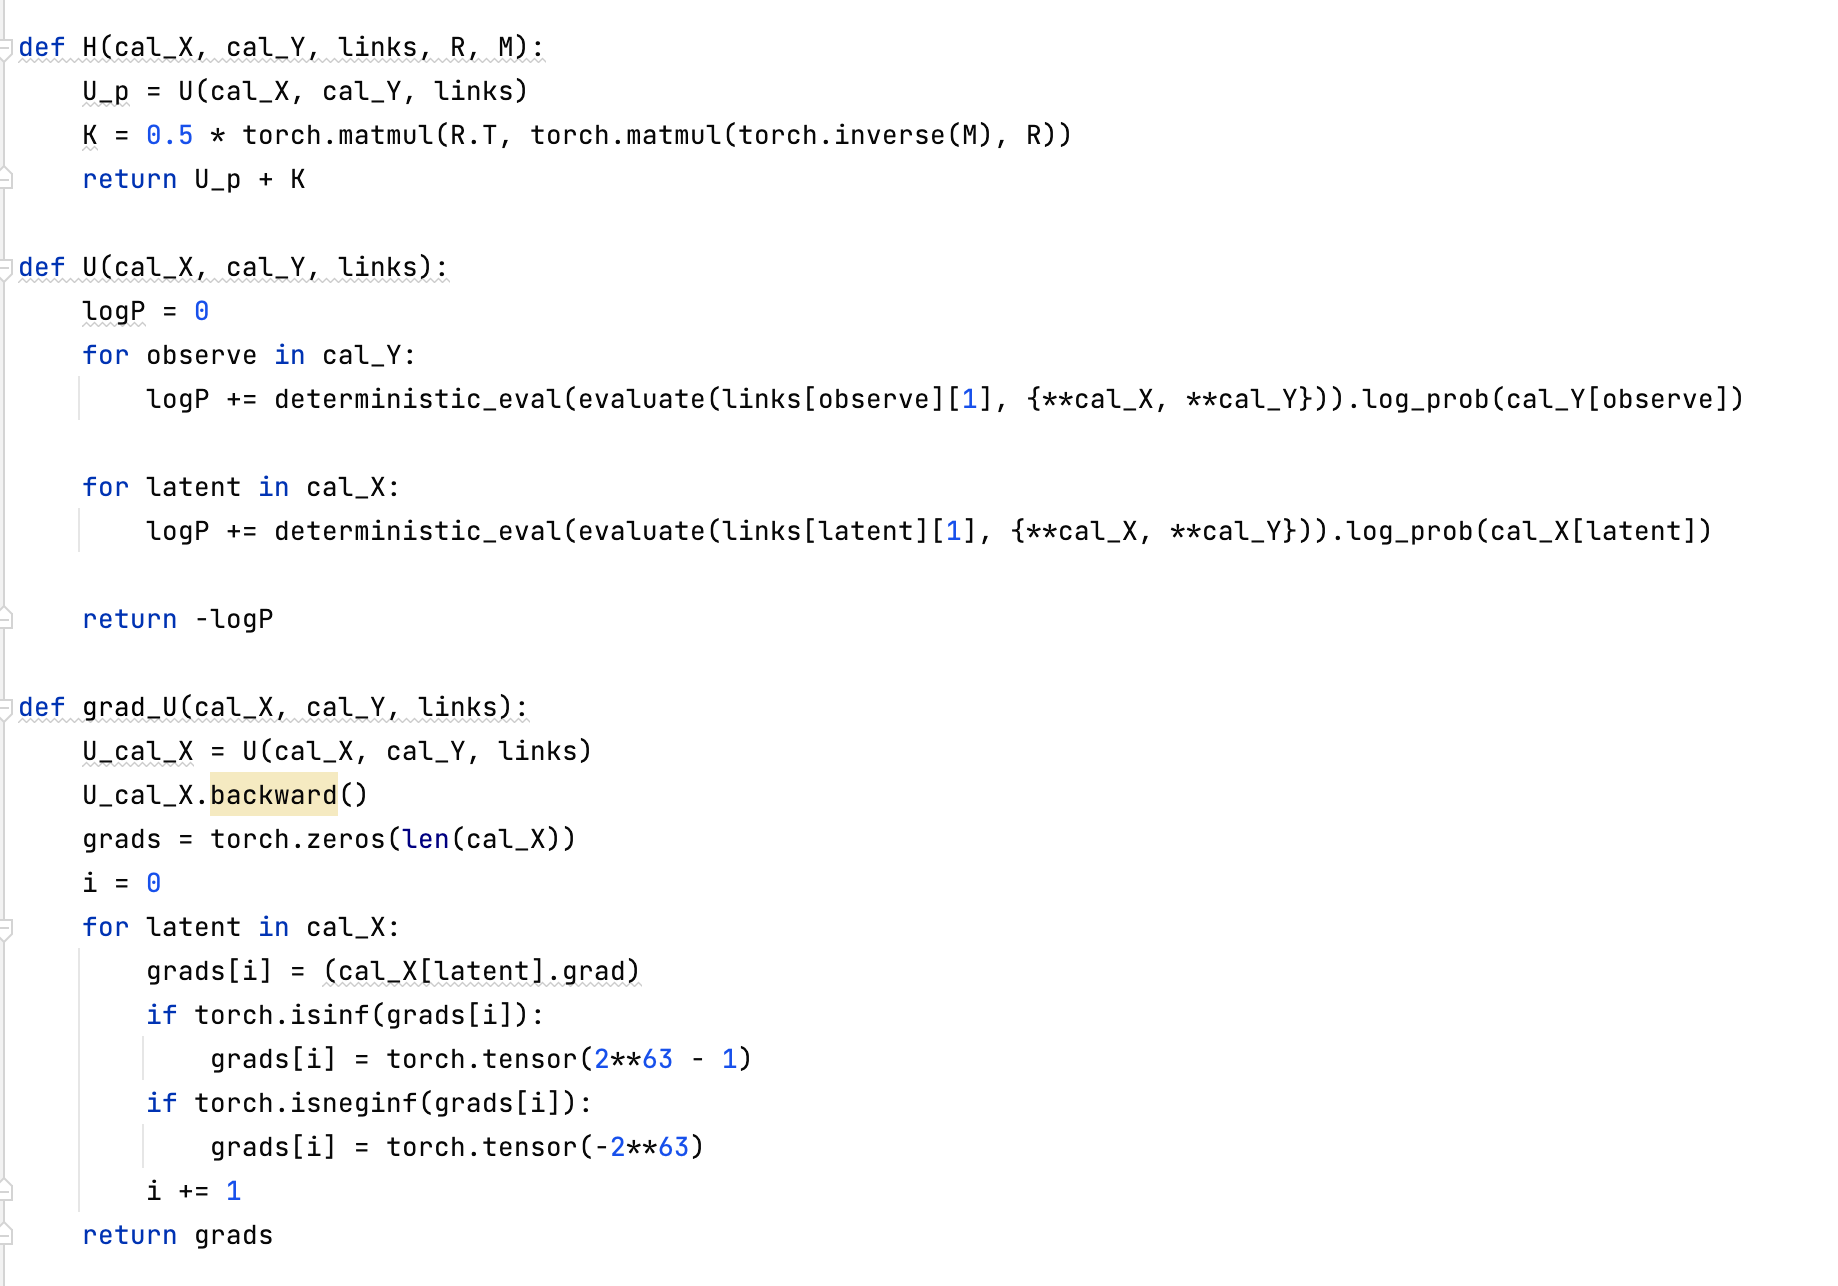 def H(cal_X, cal_Y, links, R, M):
    U_p = U(cal_X, cal_Y, links)
    K = 0.5 * torch.matmul(R.T, torch.matmul(torch.inverse(M), R))
    return U_p + K

def U(cal_X, cal_Y, links):
    logP = 0
    for observe in cal_Y:
        logP += deterministic_eval(evaluate(links[observe][1], {**cal_X, **cal_Y})).log_prob(cal_Y[observe])

    for latent in cal_X:
        logP += deterministic_eval(evaluate(links[latent][1], {**cal_X, **cal_Y})).log_prob(cal_X[latent])

    return -logP

def grad_U(cal_X, cal_Y, links):
    U_cal_X = U(cal_X, cal_Y, links)
    U_cal_X.backward()
    grads = torch.zeros(len(cal_X))
    i = 0
    for latent in cal_X:
        grads[i] = (cal_X[latent].grad)
        if torch.isinf(grads[i]):
            grads[i] = torch.tensor(2**63 - 1)
        if torch.isneginf(grads[i]):
            grads[i] = torch.tensor(-2**63)
        i += 1
    return grads